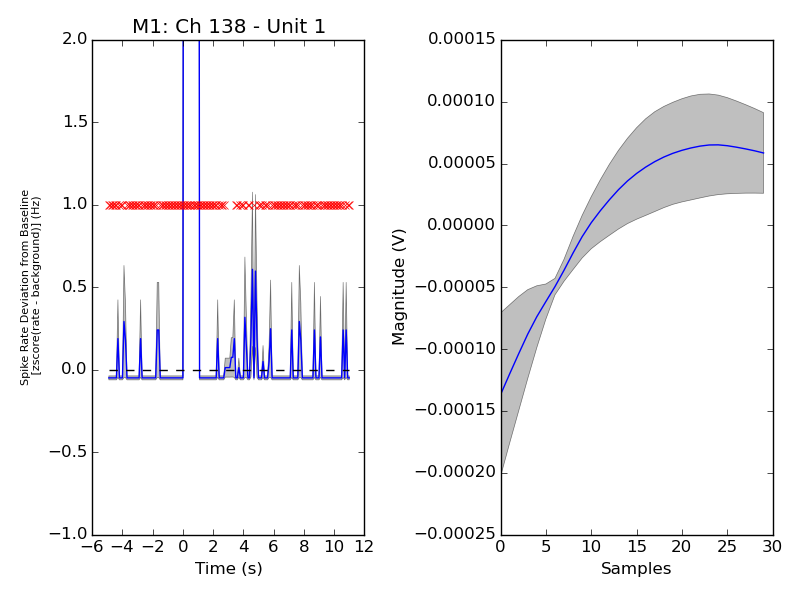 M1: Ch 138 - Unit 1
2.0
1.5
1.0
0.5
0.0
−0.5
−1.0
−6 −4 −2 0 2 4 6 8 10 12
Time (s)
Spike Rate Deviation from Baseline
[zscore(rate - background)] (Hz)
0.00015
0.00010
0.00005
0.00000
−0.00005
−0.00010
−0.00015
−0.00020
−0.00025
0 5 10 15 20 25 30
Samples
Magnitude (V)